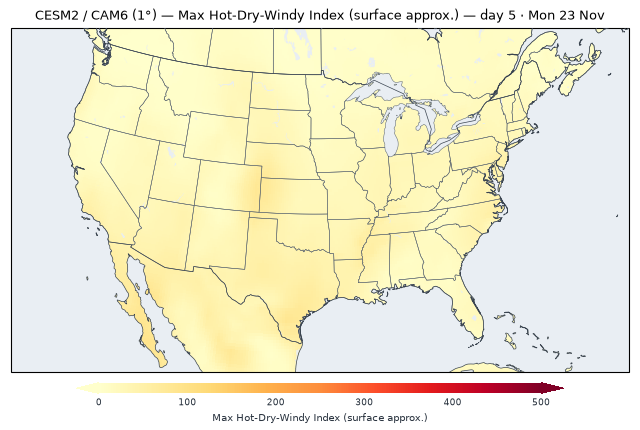 CESM2 / CAM6 (1°) — Max Hot-Dry-Windy Index (surface approx.) — day 5 · Mon 23 Nov
0 100 200 300 400 500
Max Hot-Dry-Windy Index (surface approx.)